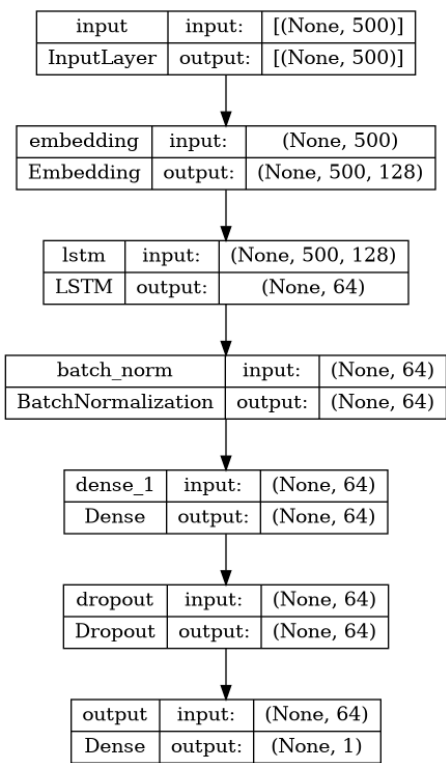 input input: [(None, 500)]
InputLayer output: [(None, 500)]
embedding input: (None, 500)
Embedding output: (None, 500, 128)
lstm input: (None, 500, 128)
LSTM output: (None, 64)
batch_norm input: (None, 64)
BatchNormalization output: (None, 64)
dense_1 input: (None, 64)
Dense output: (None, 64)
dropout input: (None, 64)
Dropout output: (None, 64)
output input: (None, 64)
Dense output: (None, 1)